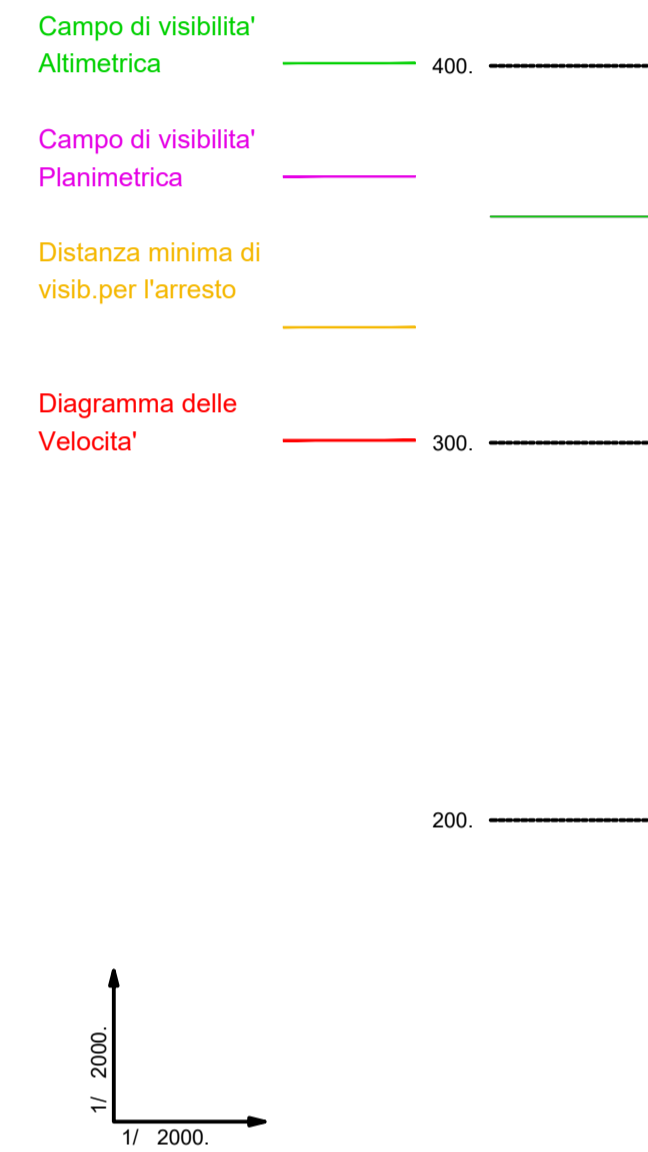 Campo di visibilita'
Altimetrica
400.
Campo di visibilita'
Planimetrica
Distanza minima di
visib.per l'arresto
Diagramma delle
Velocita'
300.
200.
1/ 2000.
1/ 2000.